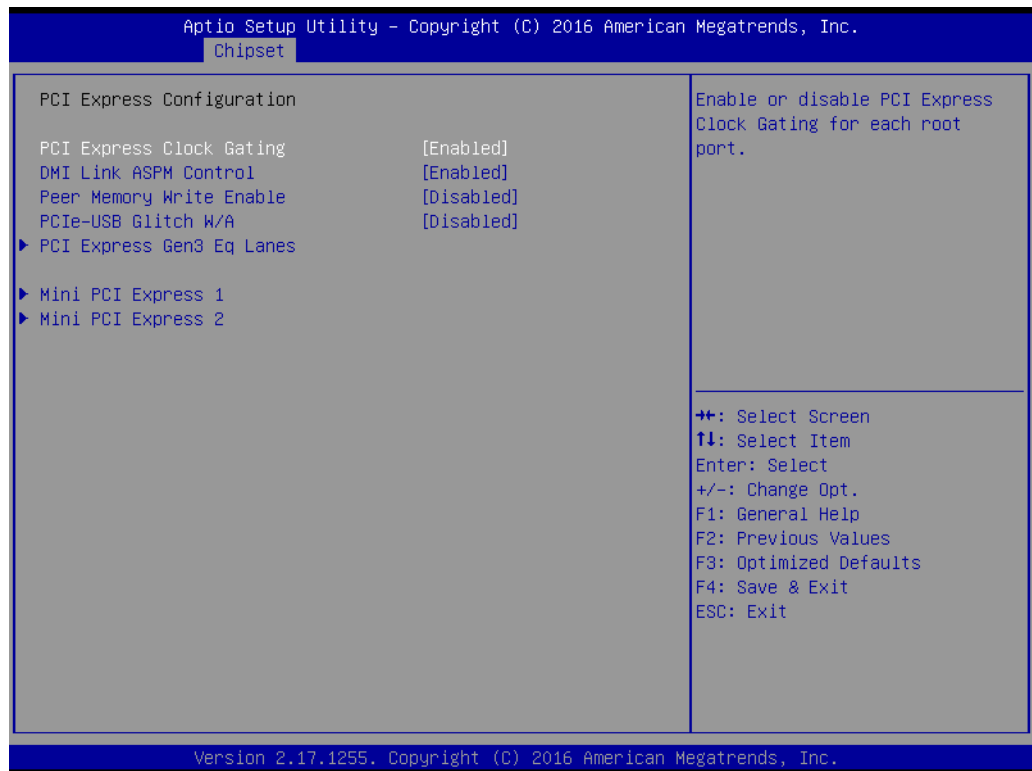 Aptio Setup Utility – Copyright (C) 2016 American Megatrends, Inc.
Chipset
PCI Express Configuration
PCI Express Clock Gating [Enabled]
DMI Link ASPM Control [Enabled]
Peer Memory Write Enable [Disabled]
PCIe-USB Glitch W/A [Disabled]
▶ PCI Express Gen3 Eq Lanes
▶ Mini PCI Express 1
▶ Mini PCI Express 2
Enable or disable PCI Express
Clock Gating for each root
port.
→←: Select Screen
↑↓: Select Item
Enter: Select
+/-: Change Opt.
F1: General Help
F2: Previous Values
F3: Optimized Defaults
F4: Save & Exit
ESC: Exit
Version 2.17.1255. Copyright (C) 2016 American Megatrends, Inc.